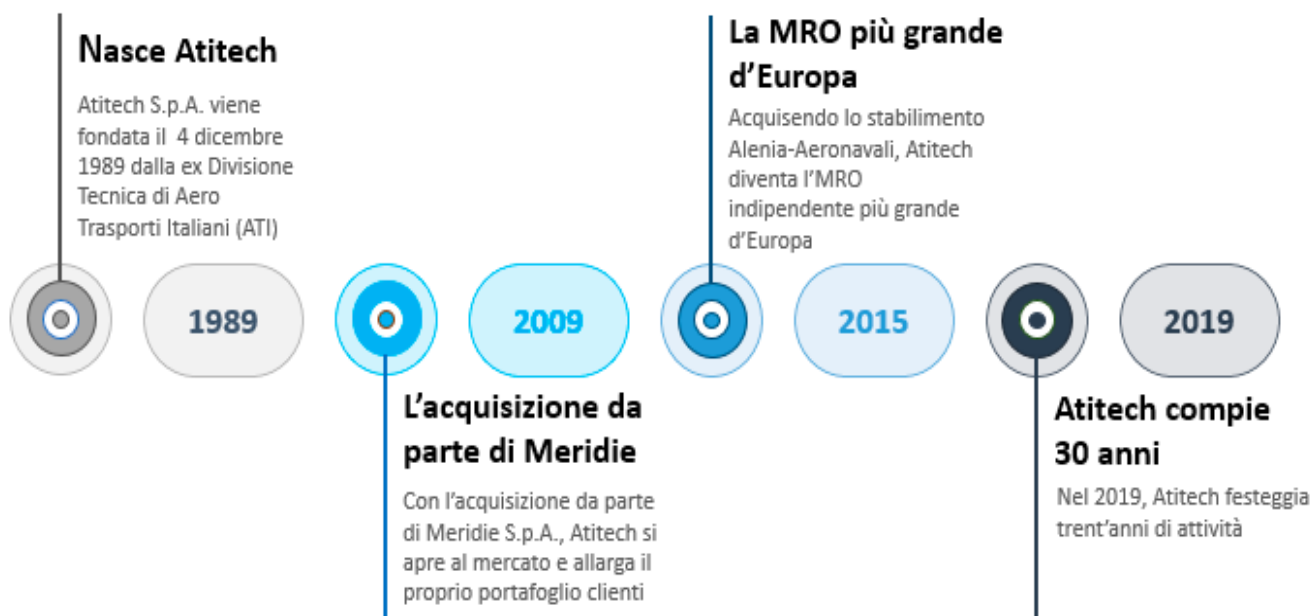 Nasce Atitech
Atitech S.p.A. viene
fondata il 4 dicembre
1989 dalla ex Divisione
Tecnica di Aero
Trasporti Italiani (ATI)
1989
L'acquisizione da
parte di Meridie
Con l'acquisizione da parte
di Meridie S.p.A., Atitech si
apre al mercato e allarga il
proprio portafoglio clienti
2009
La MRO più grande
d'Europa
Acquisendo lo stabilimento
Alenia-Aeronavali, Atitech
diventa l'MRO
indipendente più grande
d'Europa
2015
Atitech compie
30 anni
Nel 2019, Atitech festeggia
trent'anni di attività
2019